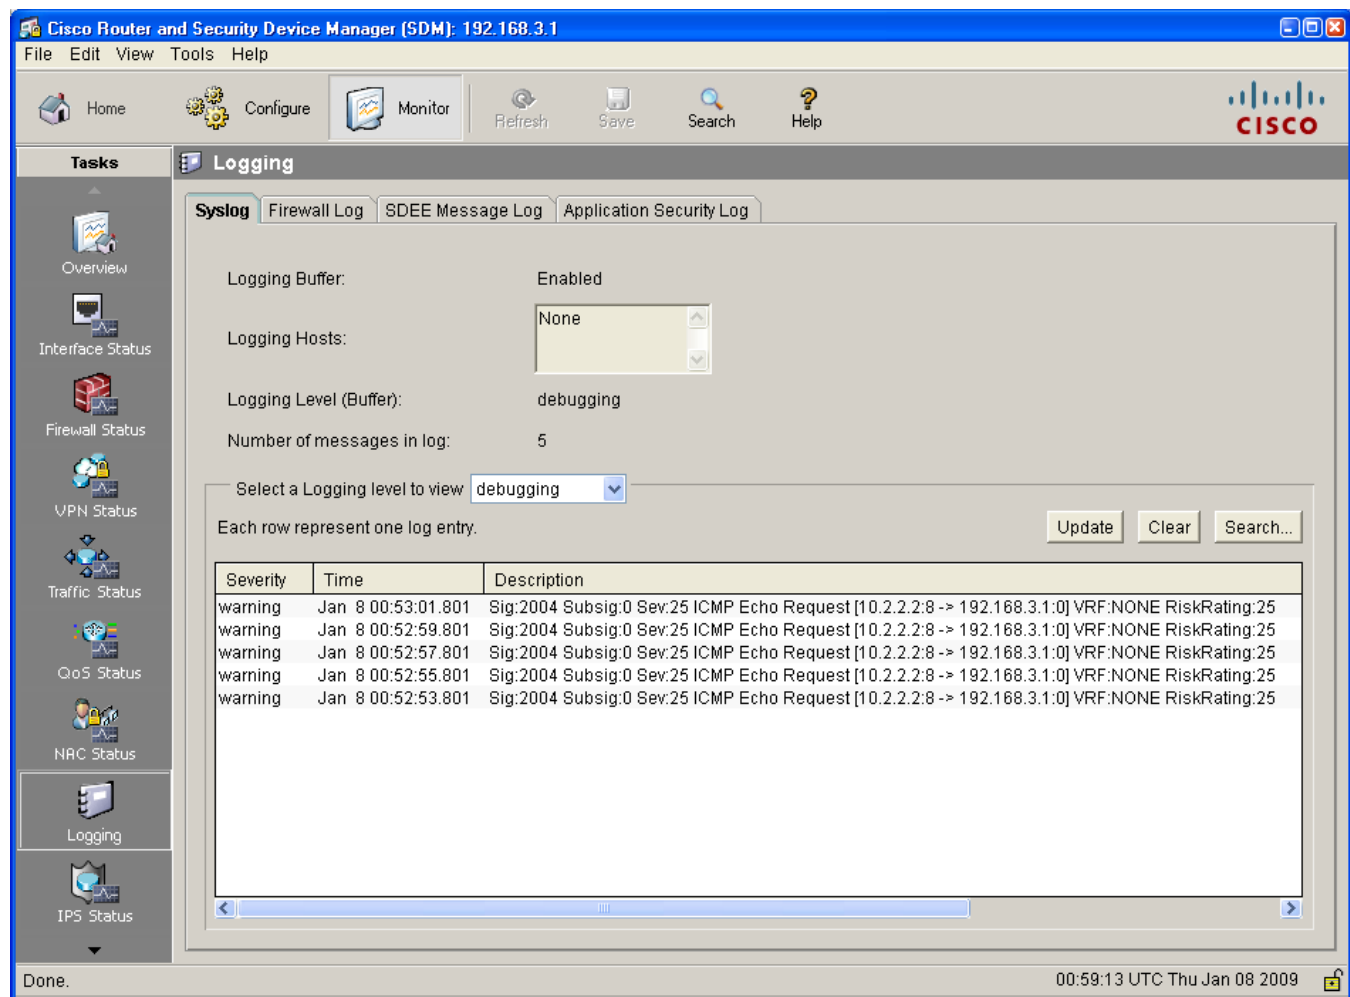 Cisco Router and Security Device Manager (SDM): 192.168.3.1
File Edit View Tools Help
Home Configure Monitor Refresh Save Search Help
CISCO
Tasks
Logging
Syslog Firewall Log SDEE Message Log Application Security Log
Overview
Interface Status
Firewall Status
VPN Status
Traffic Status
QoS Status
NAC Status
Logging
IPS Status
Logging Buffer: Enabled
Logging Hosts: None
Logging Level (Buffer): debugging
Number of messages in log: 5
Select a Logging level to view debugging
Each row represent one log entry.
Update Clear Search...
Severity Time Description
warning Jan 8 00:53:01.801 Sig:2004 Subsig:0 Sev:25 ICMP Echo Request [10.2.2.2:8 -> 192.168.3.1:0] VRF:NONE RiskRating:25
warning Jan 8 00:52:59.801 Sig:2004 Subsig:0 Sev:25 ICMP Echo Request [10.2.2.2:8 -> 192.168.3.1:0] VRF:NONE RiskRating:25
warning Jan 8 00:52:57.801 Sig:2004 Subsig:0 Sev:25 ICMP Echo Request [10.2.2.2:8 -> 192.168.3.1:0] VRF:NONE RiskRating:25
warning Jan 8 00:52:55.801 Sig:2004 Subsig:0 Sev:25 ICMP Echo Request [10.2.2.2:8 -> 192.168.3.1:0] VRF:NONE RiskRating:25
warning Jan 8 00:52:53.801 Sig:2004 Subsig:0 Sev:25 ICMP Echo Request [10.2.2.2:8 -> 192.168.3.1:0] VRF:NONE RiskRating:25
Done.
00:59:13 UTC Thu Jan 08 2009